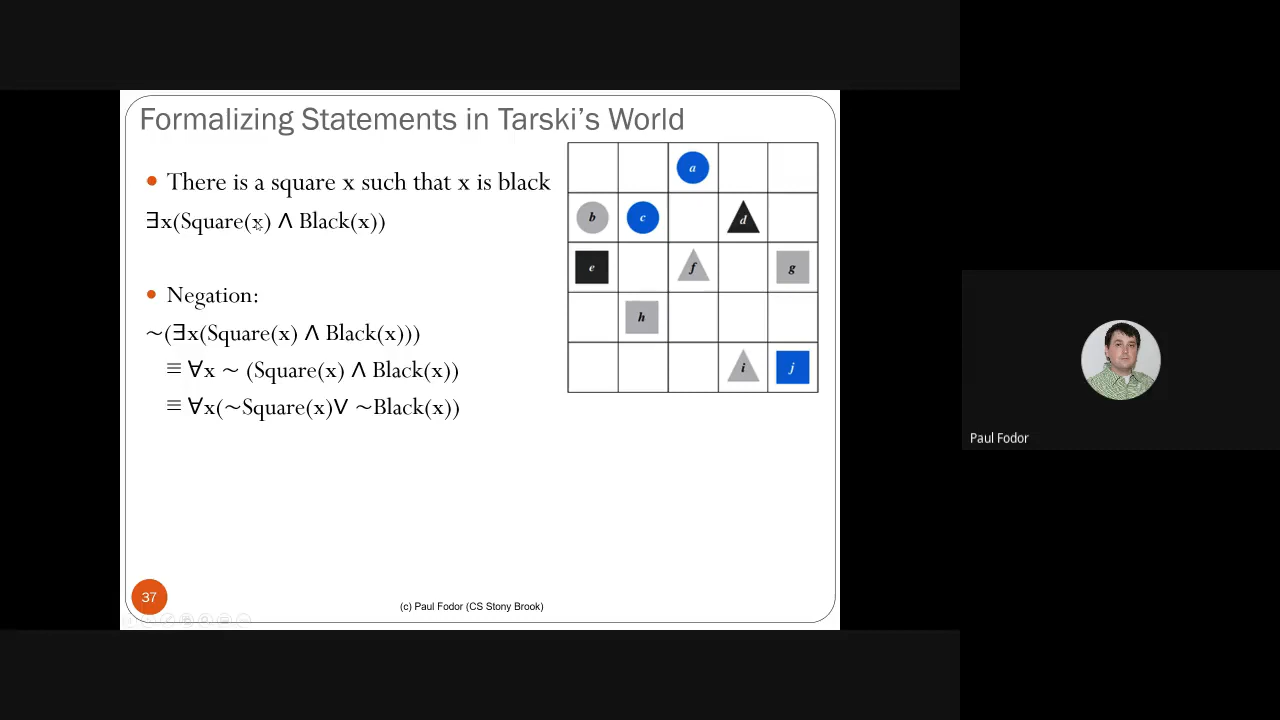 Formalizing Statements in Tarski's World
• There is a square x such that x is black
∃x(Square(x) ∧ Black(x))
• Negation:
~(∃x(Square(x) ∧ Black(x)))
≡ ∀x ~ (Square(x) ∧ Black(x))
≡ ∀x(~Square(x)∨ ~Black(x))
a
b c d
e f g
h
i j
37
(c) Paul Fodor (CS Stony Brook)
Paul Fodor